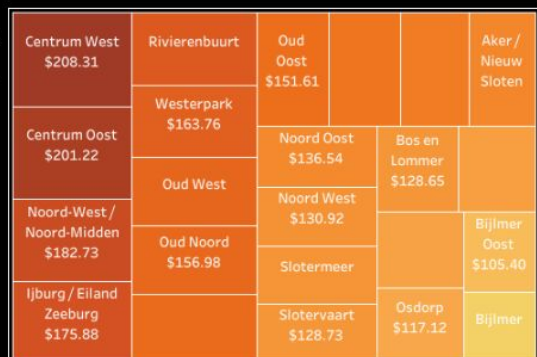 Centrum West
$208.31
Centrum Oost
$201.22
Noord-West /
Noord-Midden
$182.73
Ijburg / Eiland
Zeeburg
$175.88
Rivierenbuurt
Westerpark
$163.76
Oud West
Oud Noord
$156.98
Oud
Oost
$151.61
Noord Oost
$136.54
Noord West
$130.92
Slotermeer
Slotervaart
$128.73
Bos en
Lommer
$128.65
Osdorp
$117.12
Aker /
Nieuw
Sloten
Bijlmer
Oost
$105.40
Bijlmer